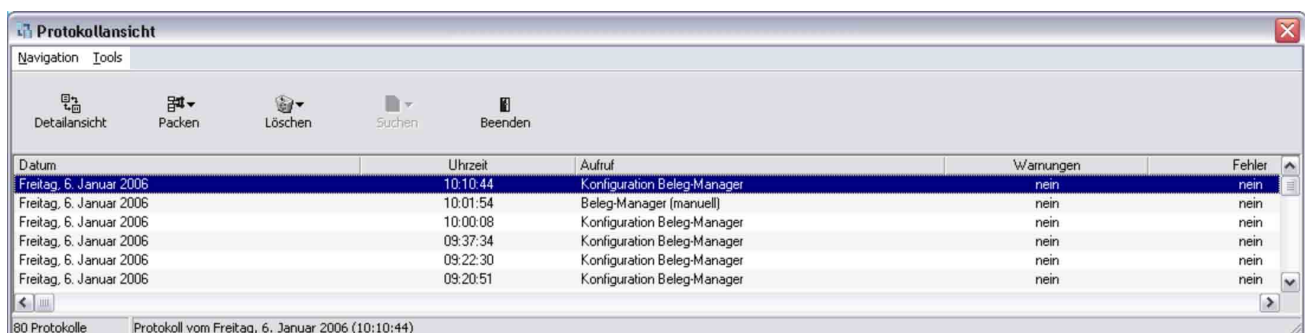 Protokollansicht
Navigation Tools
Detailansicht Packen Löschen Suchen Beenden
Datum Uhrzeit Aufruf Warnungen Fehler
Freitag, 6. Januar 2006 10:10:44 Konfiguration Beleg-Manager nein nein
Freitag, 6. Januar 2006 10:01:54 Beleg-Manager (manuell) nein nein
Freitag, 6. Januar 2006 10:00:08 Konfiguration Beleg-Manager nein nein
Freitag, 6. Januar 2006 09:37:34 Konfiguration Beleg-Manager nein nein
Freitag, 6. Januar 2006 09:22:30 Konfiguration Beleg-Manager nein nein
Freitag, 6. Januar 2006 09:20:51 Konfiguration Beleg-Manager nein nein
80 Protokolle Protokoll vom Freitag, 6. Januar 2006 (10:10:44)